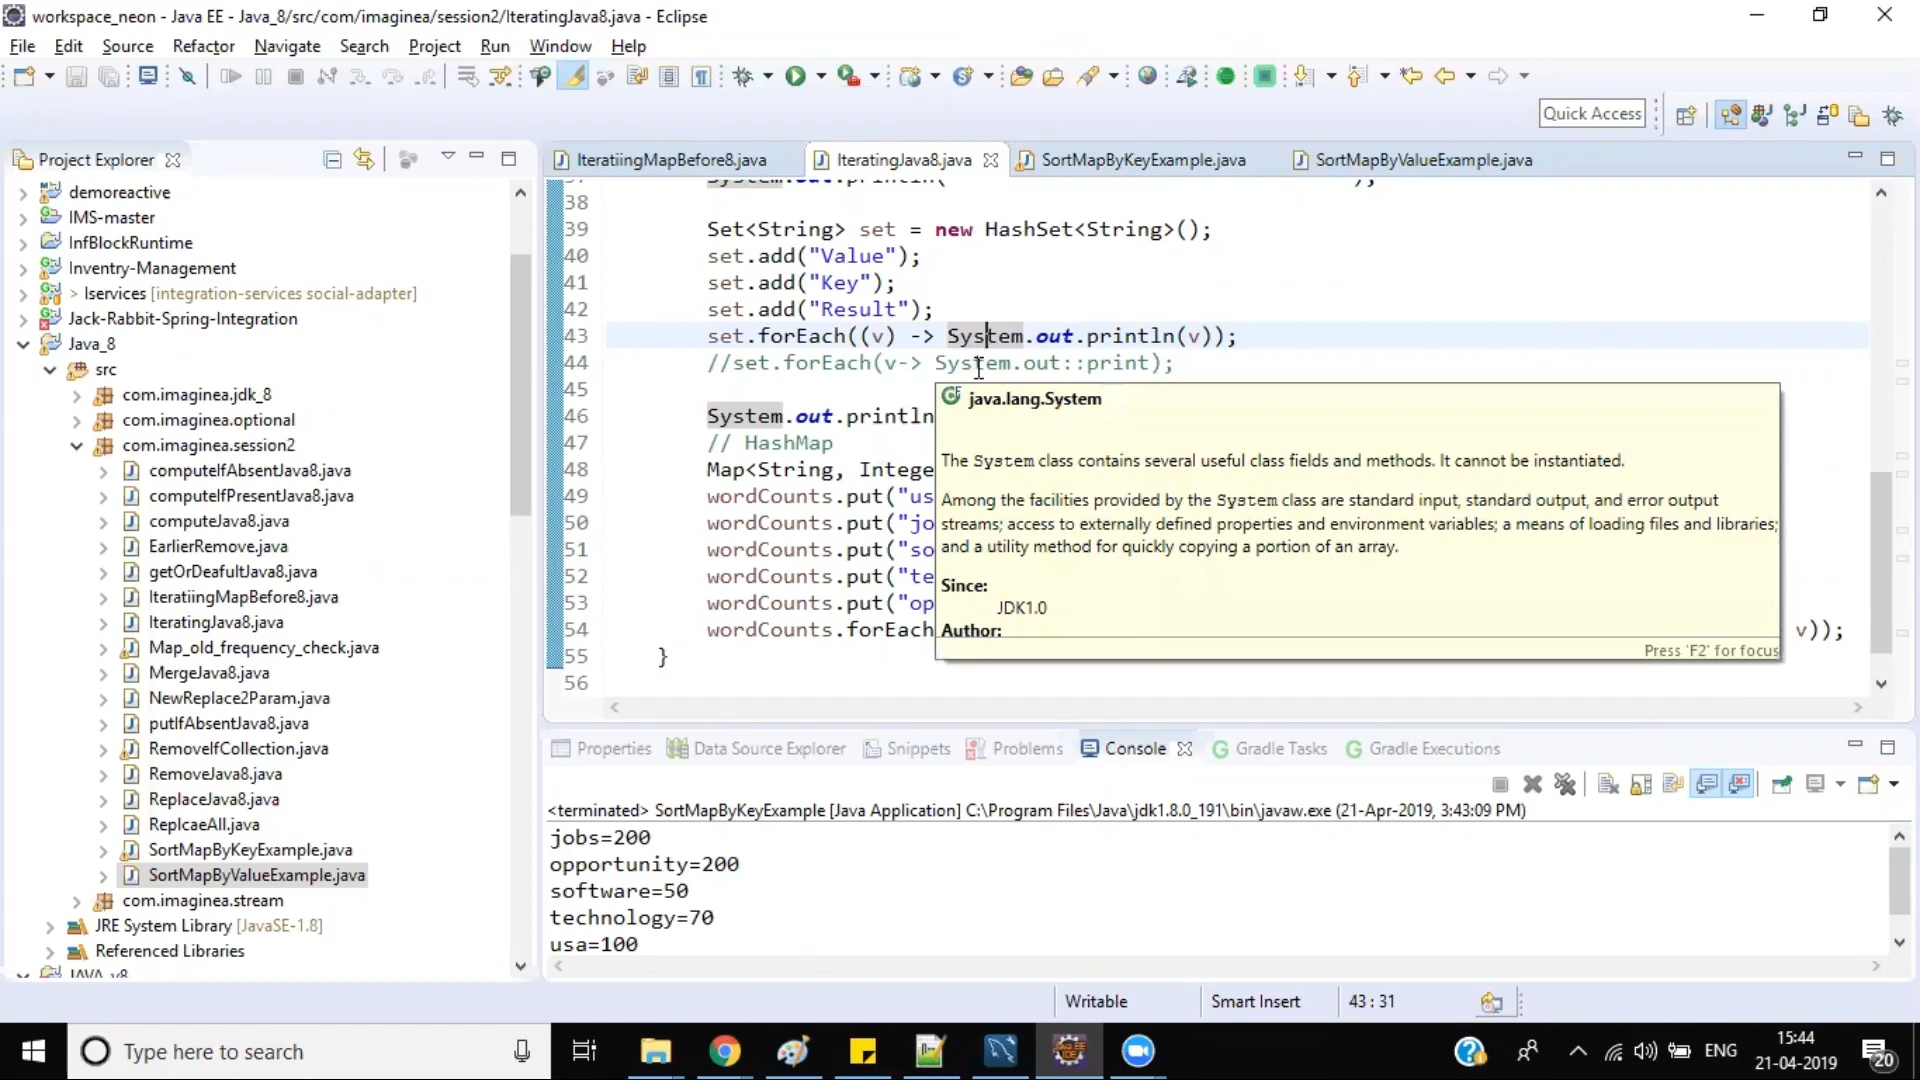 workspace_neon - Java EE - Java_8/src/com/imaginea/session2/IteratingJava8.java - Eclipse
File Edit Source Refactor Navigate Search Project Run Window Help
Quick Access
Project Explorer
demoreactive
IMS-master
InfBlockRuntime
Inventry-Management
> Iservices [integration-services social-adapter]
Jack-Rabbit-Spring-Integration
Java_8
src
com.imaginea.jdk_8
com.imaginea.optional
com.imaginea.session2
computeIfAbsentJava8.java
computeIfPresentJava8.java
computeJava8.java
EarlierRemove.java
getOrDeafultJava8.java
IteratiingMapBefore8.java
IteratingJava8.java
Map_old_frequency_check.java
MergeJava8.java
NewReplace2Param.java
putIfAbsentJava8.java
RemoveIfCollection.java
RemoveJava8.java
ReplaceJava8.java
ReplcaeAll.java
SortMapByKeyExample.java
SortMapByValueExample.java
com.imaginea.stream
JRE System Library [JavaSE-1.8]
Referenced Libraries
JAVA_v8
IteratiingMapBefore8.java IteratingJava8.java SortMapByKeyExample.java SortMapByValueExample.java
37 System.out.println( );
38
39 Set<String> set = new HashSet<String>();
40 set.add("Value");
41 set.add("Key");
42 set.add("Result");
43 set.forEach((v) -> System.out.println(v));
44 //set.forEach(v-> System.out::print);
45
46 System.out.println
47 // HashMap
48 Map<String, Intege
49 wordCounts.put("us
50 wordCounts.put("jo
51 wordCounts.put("so
52 wordCounts.put("te
53 wordCounts.put("op
54 wordCounts.forEach v));
55 }
56
java.lang.System
The System class contains several useful class fields and methods. It cannot be instantiated.
Among the facilities provided by the System class are standard input, standard output, and error output
streams; access to externally defined properties and environment variables; a means of loading files and libraries;
and a utility method for quickly copying a portion of an array.
Since:
JDK1.0
Author:
Press 'F2' for focus
Properties Data Source Explorer Snippets Problems Console Gradle Tasks Gradle Executions
<terminated> SortMapByKeyExample [Java Application] C:\Program Files\Java\jdk1.8.0_191\bin\javaw.exe (21-Apr-2019, 3:43:09 PM)
jobs=200
opportunity=200
software=50
technology=70
usa=100
Writable Smart Insert 43 : 31
Type here to search
ENG
15:44
21-04-2019
20